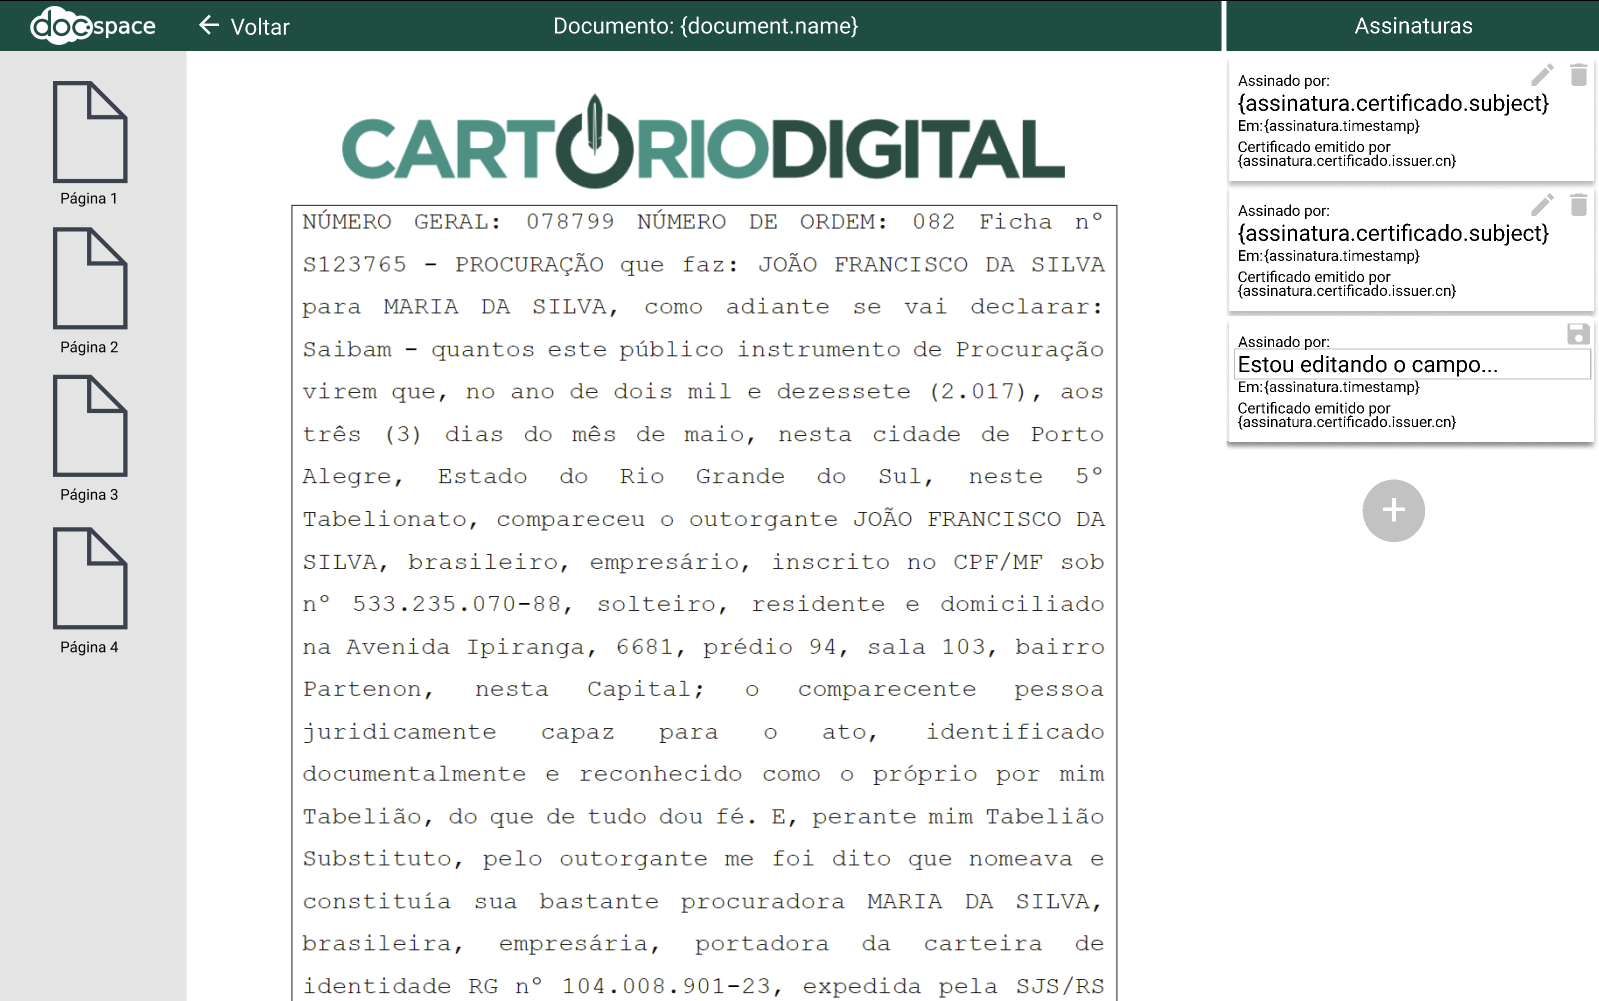 docspace
Voltar
Documento: {document.name}
Assinaturas
Página 1
Página 2
Página 3
Página 4
CARTÓRIODIGITAL
NÚMERO GERAL: 078799 NÚMERO DE ORDEM: 082 Ficha nº
S123765 - PROCURAÇÃO que faz: JOÃO FRANCISCO DA SILVA
para MARIA DA SILVA, como adiante se vai declarar:
Saibam - quantos este público instrumento de Procuração
virem que, no ano de dois mil e dezessete (2.017), aos
três (3) dias do mês de maio, nesta cidade de Porto
Alegre, Estado do Rio Grande do Sul, neste 5º
Tabelionato, compareceu o outorgante JOÃO FRANCISCO DA
SILVA, brasileiro, empresário, inscrito no CPF/MF sob
nº 533.235.070-88, solteiro, residente e domiciliado
na Avenida Ipiranga, 6681, prédio 94, sala 103, bairro
Partenon, nesta Capital; o comparecente pessoa
juridicamente capaz para o ato, identificado
documentalmente e reconhecido como o próprio por mim
Tabelião, do que de tudo dou fé. E, perante mim Tabelião
Substituto, pelo outorgante me foi dito que nomeava e
constituía sua bastante procuradora MARIA DA SILVA,
brasileira, empresária, portadora da carteira de
identidade RG nº 104.008.901-23, expedida pela SJS/RS
Assinado por:
{assinatura.certificado.subject}
Em:{assinatura.timestamp}
Certificado emitido por
{assinatura.certificado.issuer.cn}
Assinado por:
{assinatura.certificado.subject}
Em:{assinatura.timestamp}
Certificado emitido por
{assinatura.certificado.issuer.cn}
Assinado por:
Estou editando o campo...
Em:{assinatura.timestamp}
Certificado emitido por
{assinatura.certificado.issuer.cn}